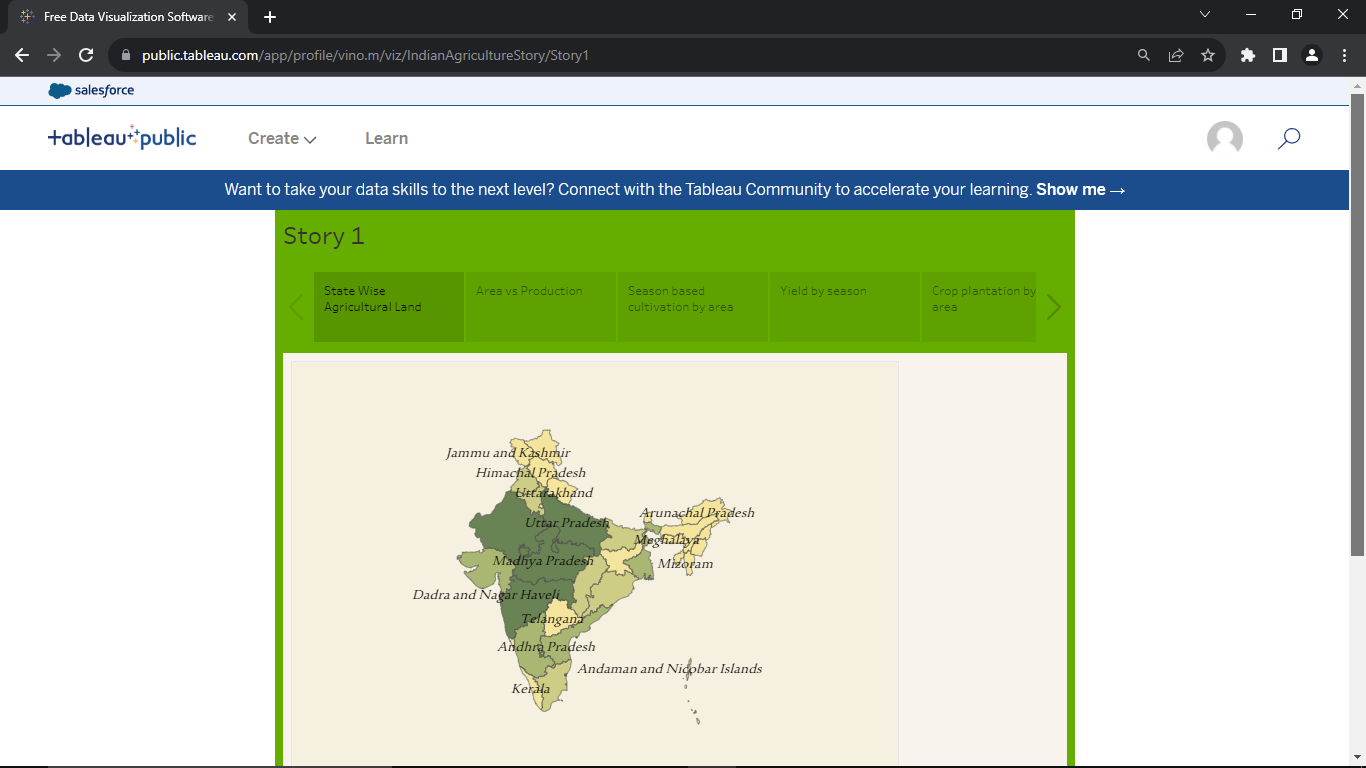 Free Data Visualization Software
public.tableau.com/app/profile/vino.m/viz/IndianAgricultureStory/Story1
salesforce
+ableau public
Create
Learn
Want to take your data skills to the next level? Connect with the Tableau Community to accelerate your learning. Show me →
Story 1
State Wise
Agricultural Land
Area vs Production
Season based
cultivation by area
Yield by season
Crop plantation by
area
Jammu and Kashmir
Himachal Pradesh
Uttarakhand
Arunachal Pradesh
Uttar Pradesh
Meghalaya
Madhya Pradesh
Mizoram
Dadra and Nagar Haveli
Telangana
Andhra Pradesh
Andaman and Nicobar Islands
Kerala